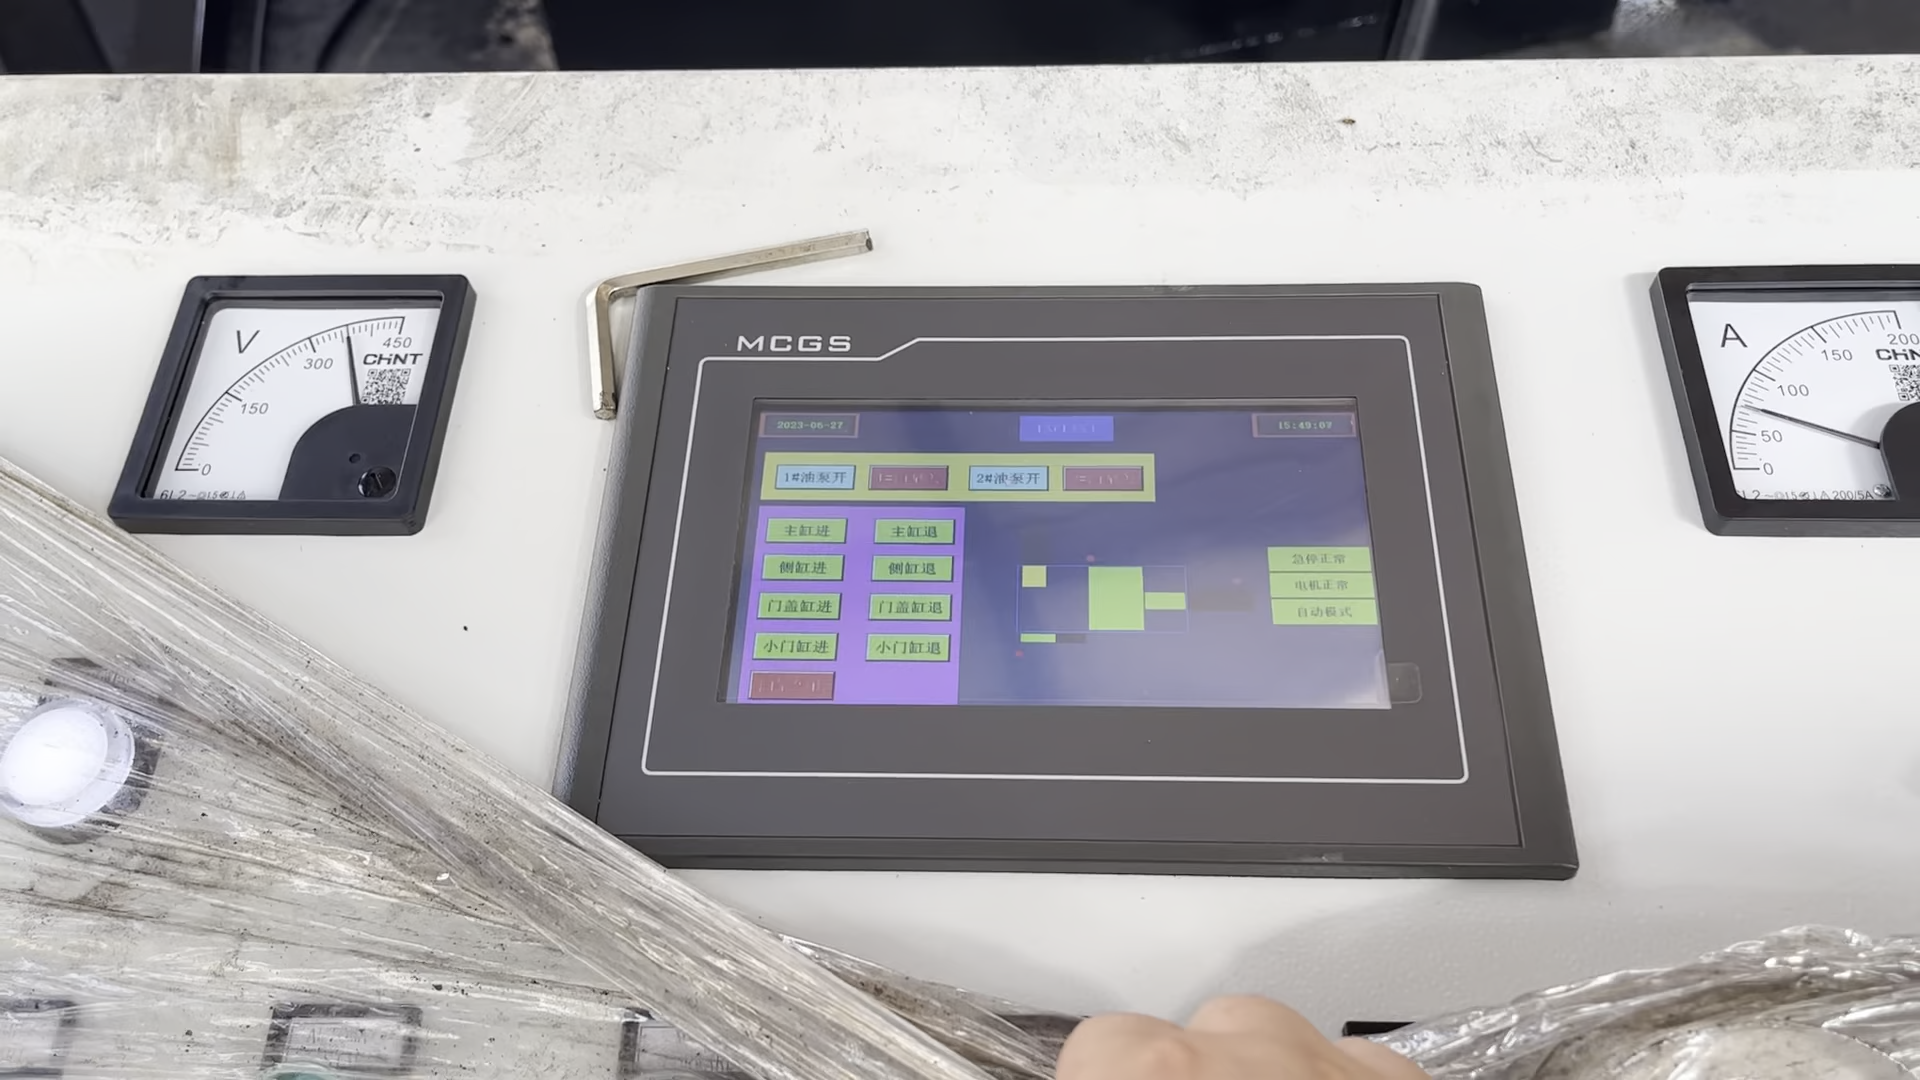 V
450
CHNT
300
150
0
MCGS
2023-06-27
15:49:07
1#油泵开
2#油泵开
主缸进
主缸退
侧缸进
侧缸退
门盖缸进
门盖缸退
小门缸进
小门缸退
急停正常
电机正常
自动模式
A
200
150
100
50
0
200/5A